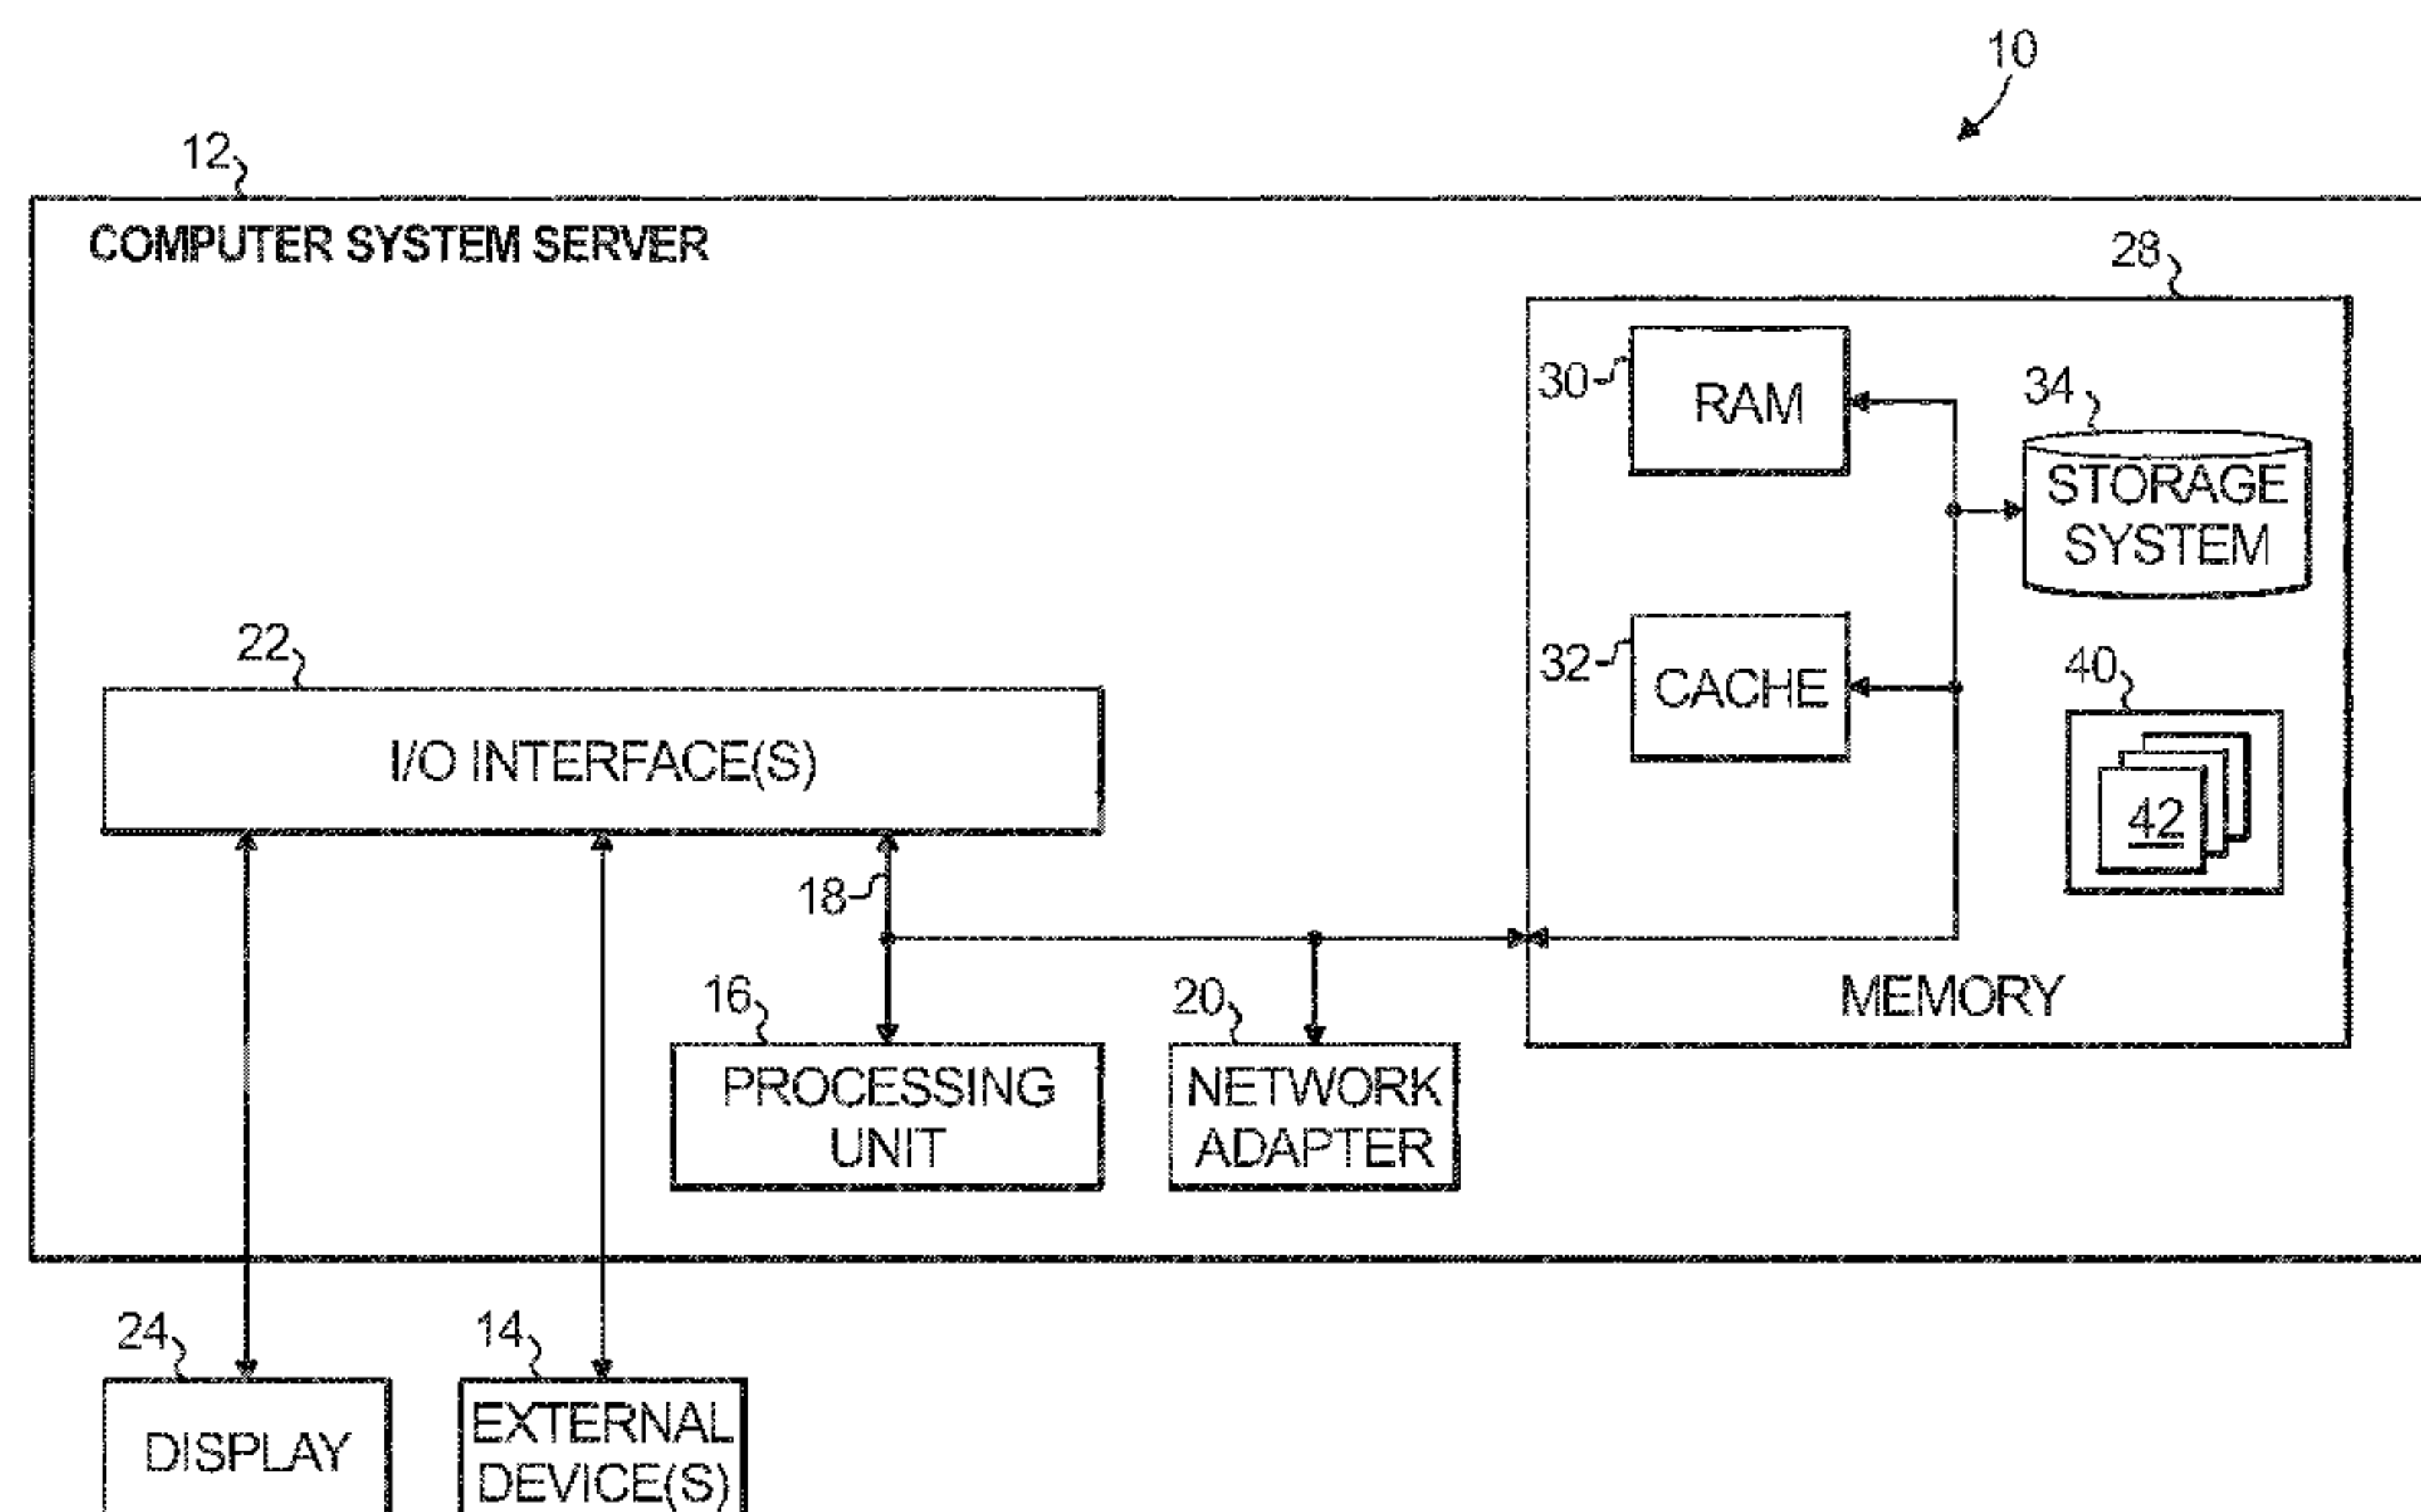 10
12
COMPUTER SYSTEM SERVER
28
30
RAM
34
STORAGE
SYSTEM
22
32
CACHE
40
I/O INTERFACE(S)
42
18
16
20
MEMORY
PROCESSING
UNIT
NETWORK
ADAPTER
24
14
DISPLAY
EXTERNAL
DEVICE(S)